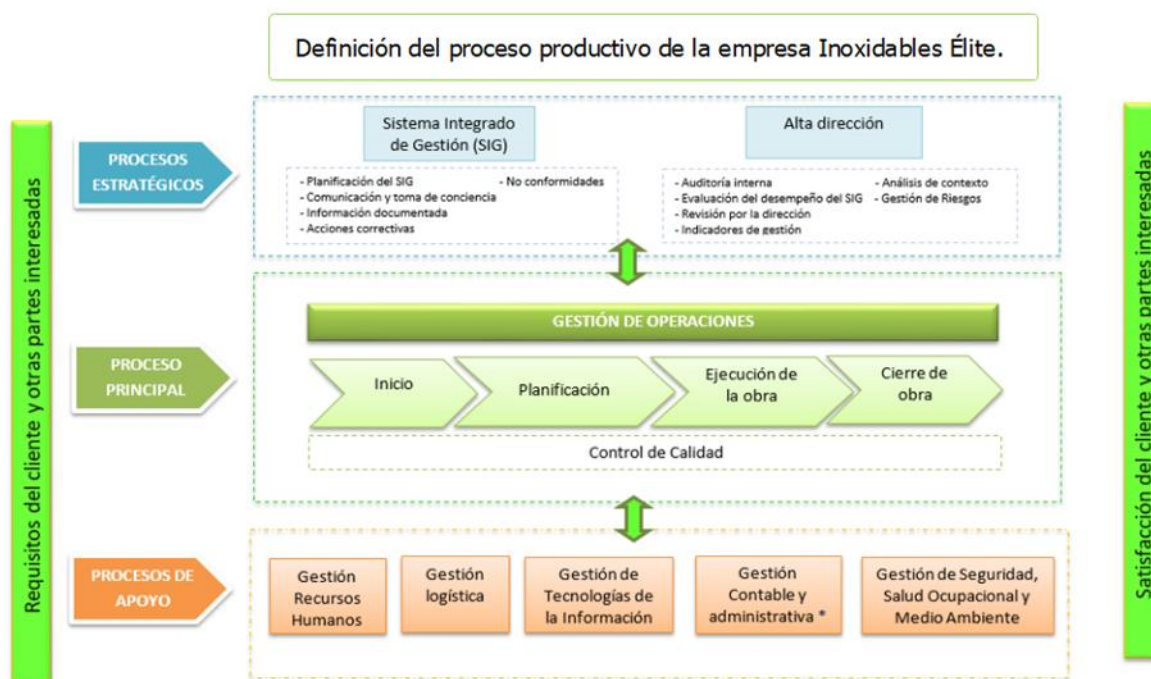 Definición del proceso productivo de la empresa Inoxidables Élite.
Requisitos del cliente y otras partes interesadas
PROCESOS
ESTRATÉGICOS
Sistema Integrado
de Gestión (SIG)
- Planificación del SIG
- No conformidades
- Comunicación y toma de conciencia
- Información documentada
- Acciones correctivas
Alta dirección
- Auditoría interna
- Análisis de contexto
- Evaluación del desempeño del SIG
- Gestión de Riesgos
- Revisión por la dirección
- Indicadores de gestión
PROCESO
PRINCIPAL
GESTIÓN DE OPERACIONES
Inicio
Planificación
Ejecución de
la obra
Cierre de
obra
Control de Calidad
PROCESOS DE
APOYO
Gestión
Recursos
Humanos
Gestión
logística
Gestión de
Tecnologías de
la Información
Gestión
Contable y
administrativa *
Gestión de Seguridad,
Salud Ocupacional y
Medio Ambiente
Satisfacción del cliente y otras partes interesadas